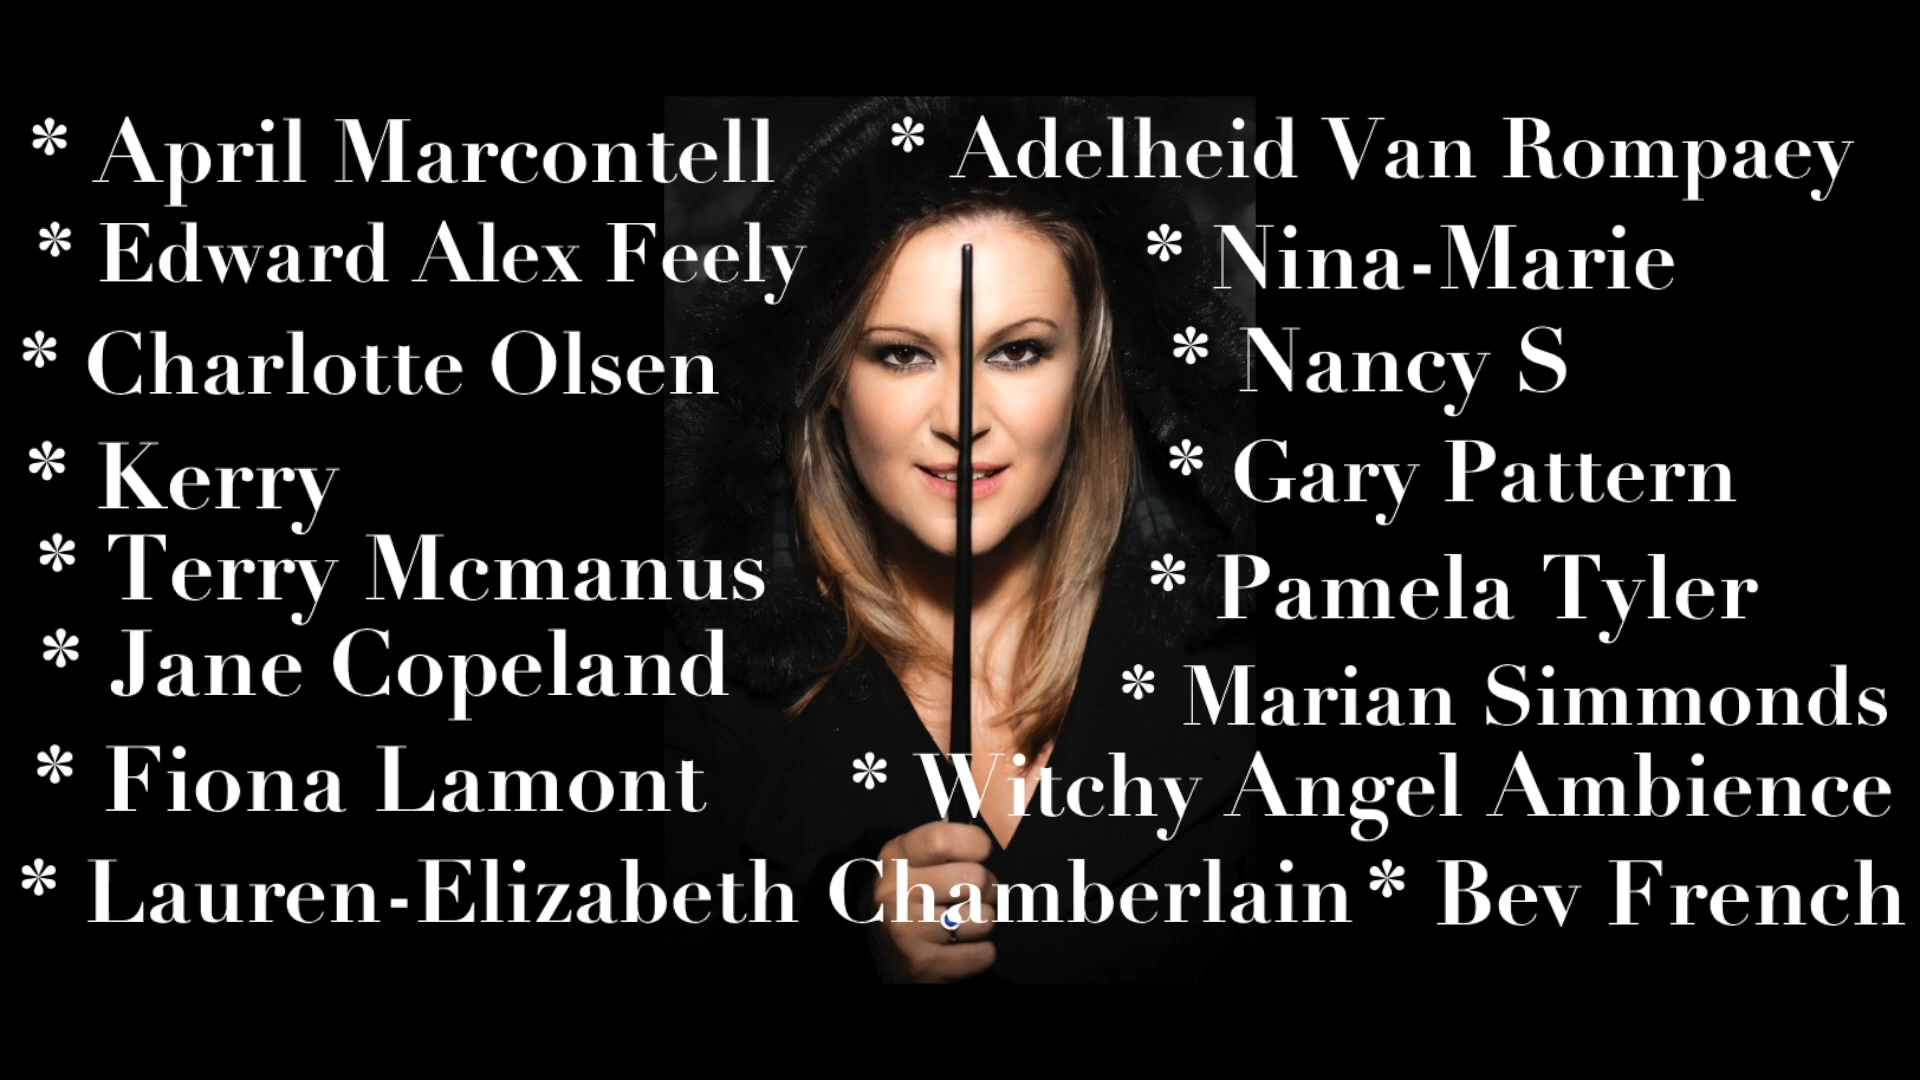 * April Marcontell
* Edward Alex Feely
* Charlotte Olsen
* Kerry
* Terry Mcmanus
* Jane Copeland
* Fiona Lamont
* Lauren-Elizabeth Chamberlain
* Adelheid Van Rompaey
* Nina-Marie
* Nancy S
* Gary Pattern
* Pamela Tyler
* Marian Simmonds
* Witchy Angel Ambience
* Bev French